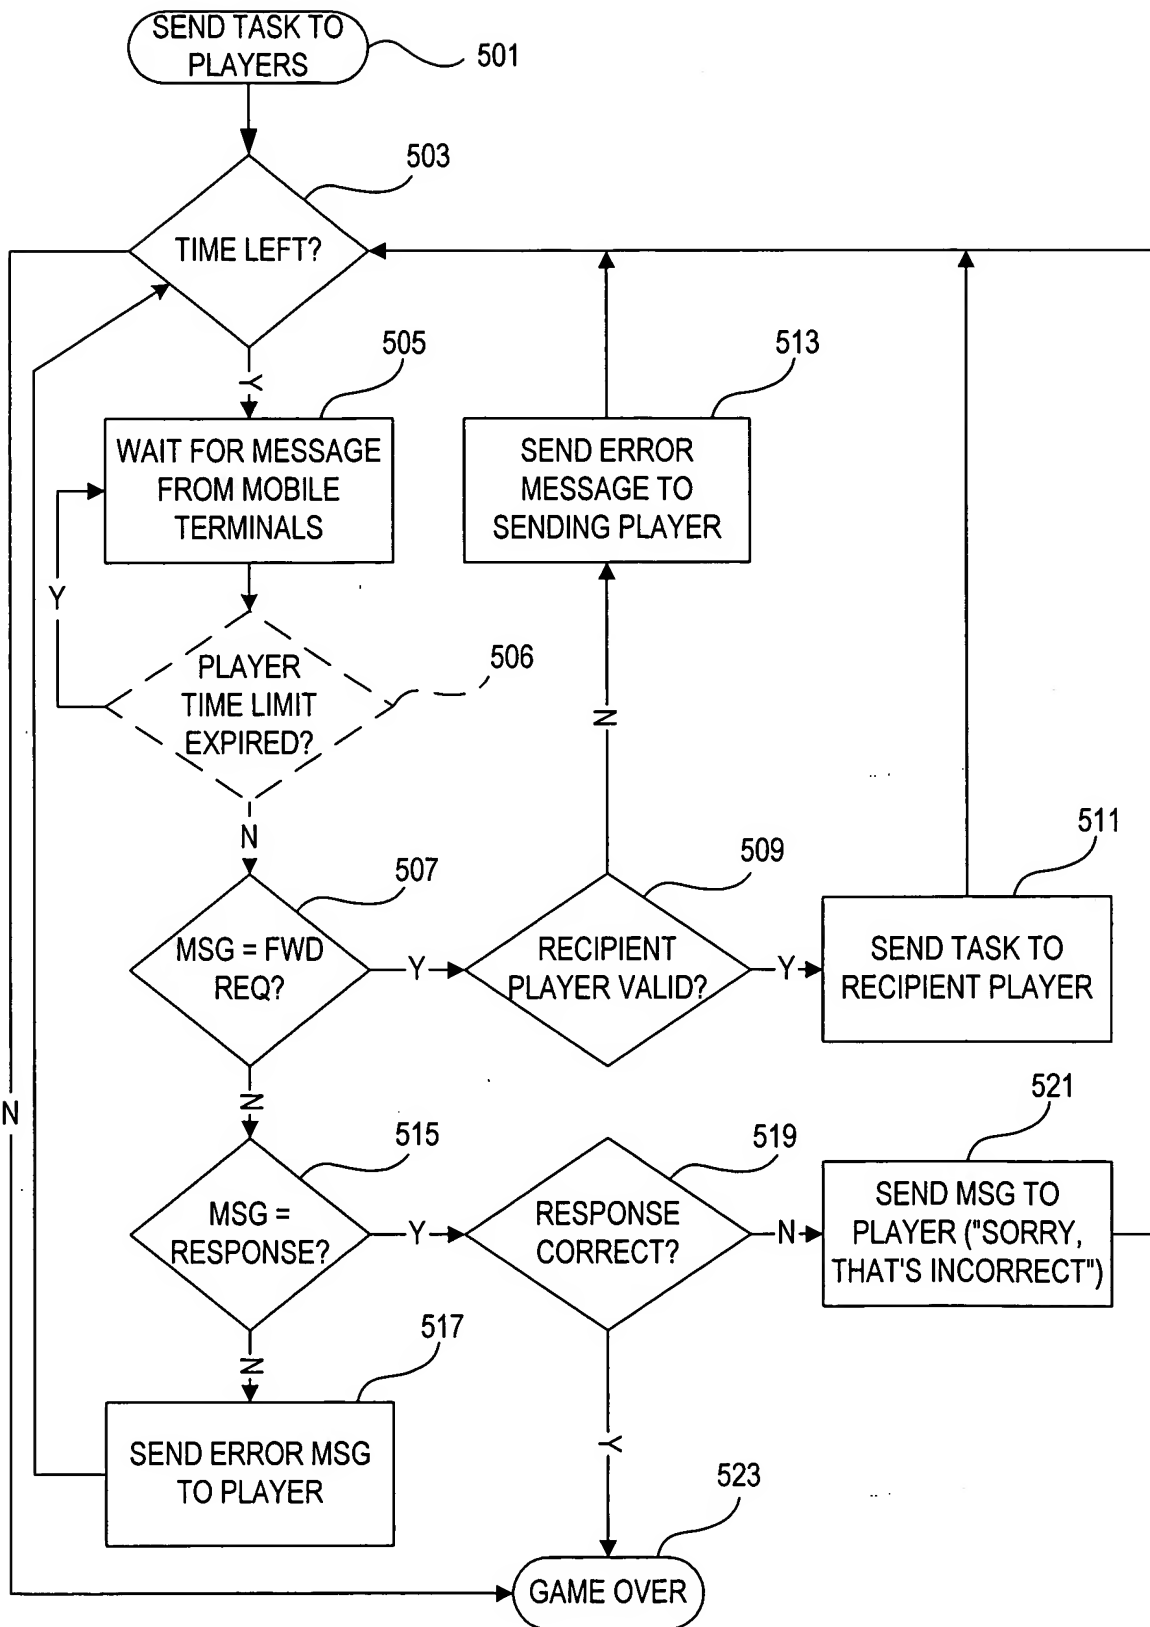 SEND TASK TO
PLAYERS
501
503
TIME LEFT?
505
513
Y
WAIT FOR MESSAGE
FROM MOBILE
TERMINALS
SEND ERROR
MESSAGE TO
SENDING PLAYER
Y
506
PLAYER
TIME LIMIT
EXPIRED?
N
N
507
509
511
MSG = FWD
REQ?
Y
RECIPIENT
PLAYER VALID?
Y
SEND TASK TO
RECIPIENT PLAYER
N
N
515
519
521
MSG =
RESPONSE?
Y
RESPONSE
CORRECT?
N
SEND MSG TO
PLAYER ("SORRY,
THAT'S INCORRECT")
517
N
SEND ERROR MSG
TO PLAYER
Y
523
GAME OVER